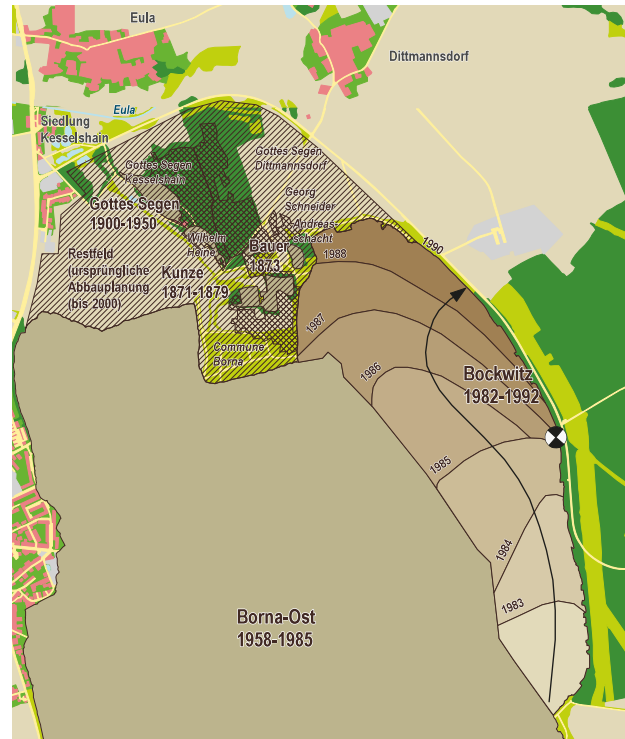 Eula
Dittmannsdorf
Eula
Siedlung
Kesselshain
Gottes Segen
Dittmannsdorf
Gottes Segen
Kesselshain
Georg
Schneider
Gottes Segen
1900-1950
Andreas-
schacht
Wilhelm
Heine
Bauer
1873
1990
1988
Restfeld
(ursprüngliche
Abbauplanung
(bis 2000)
Kunze
1871-1879
1987
Commune
Borna
1986
Bockwitz
1982-1992
1985
1984
1983
Borna-Ost
1958-1985